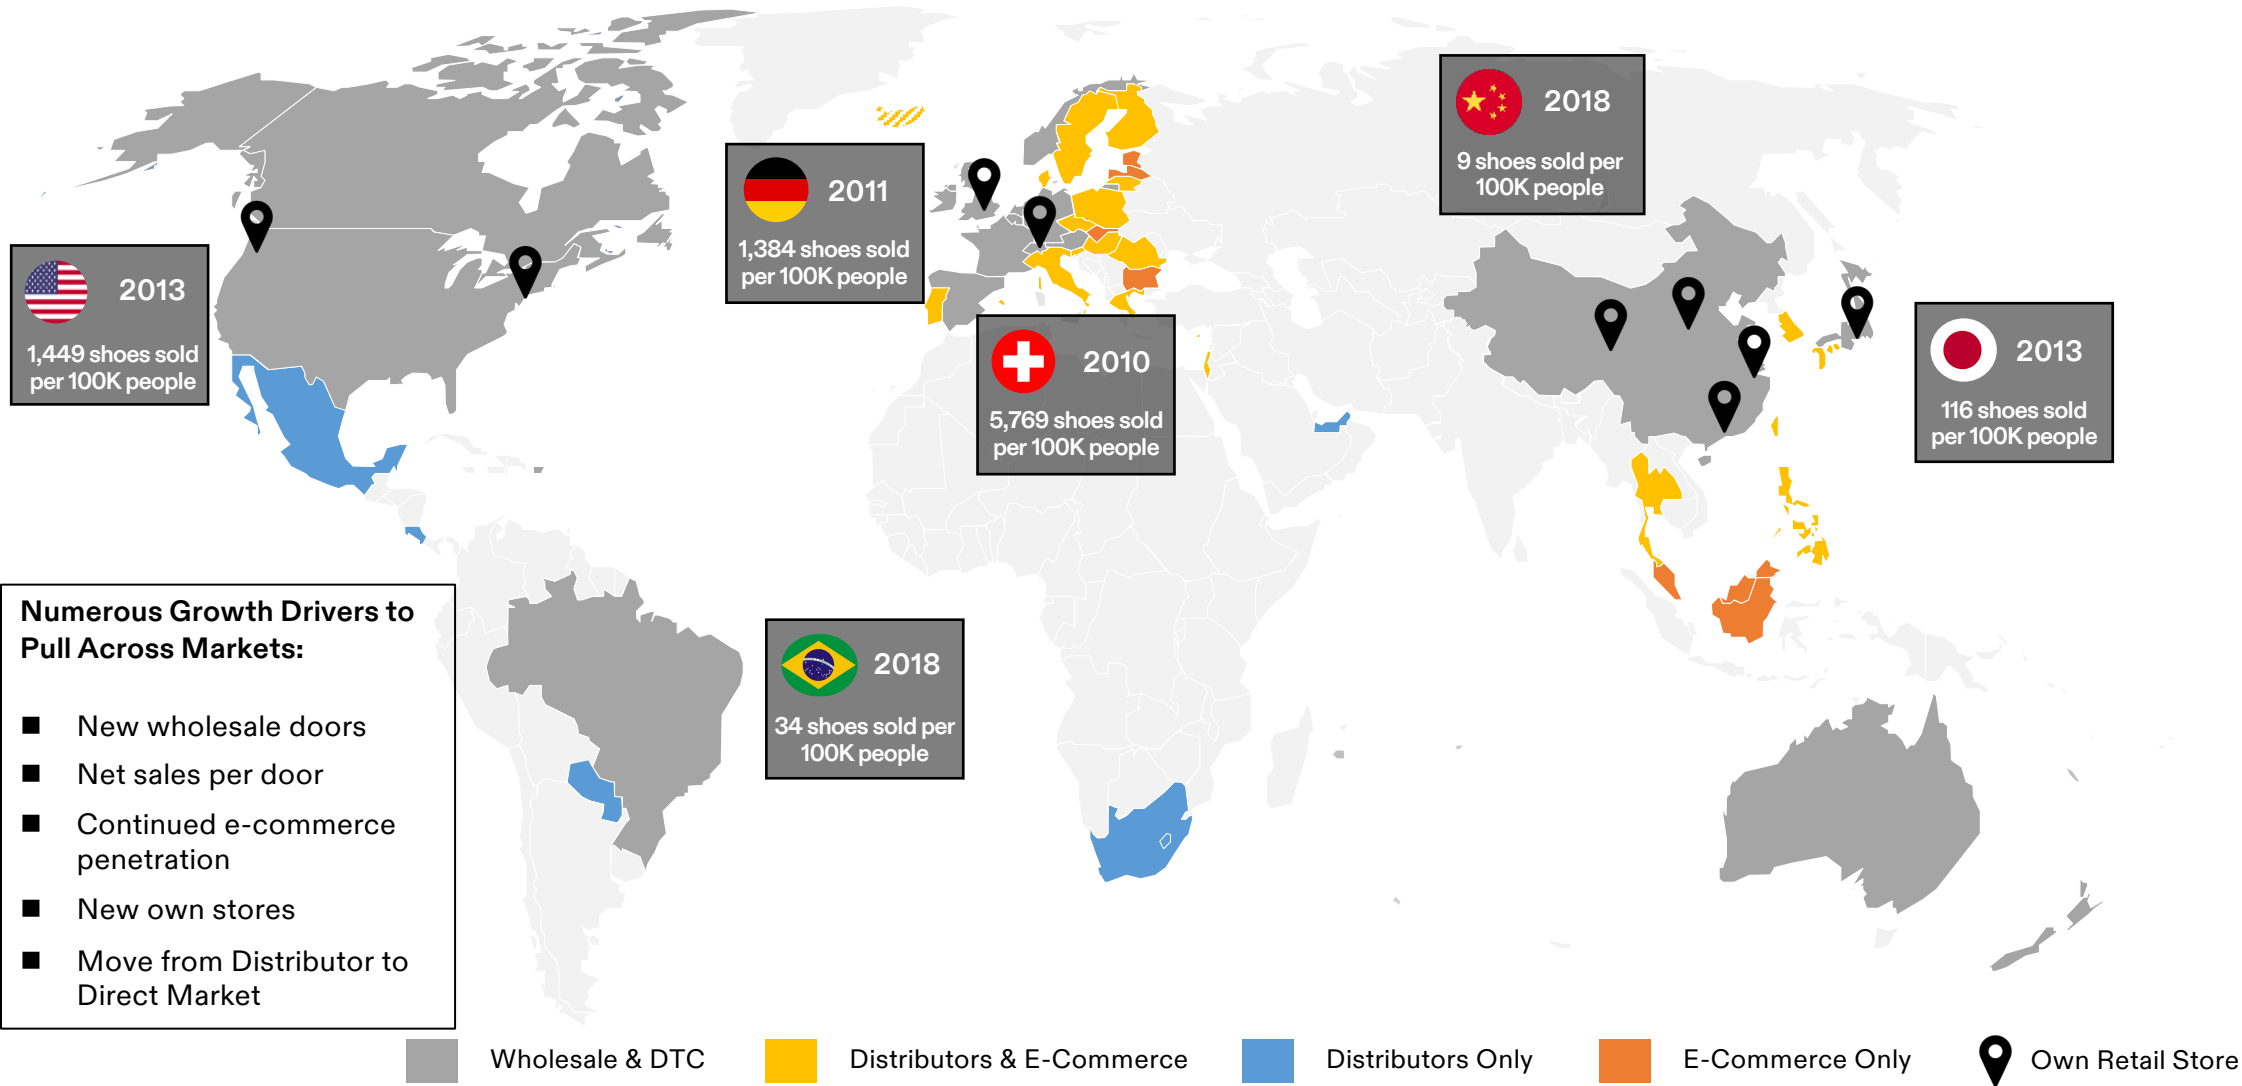 2018
9 shoes sold per
100K people
2011
1,384 shoes sold
per 100K people
2013
1,449 shoes sold
per 100K people
2010
5,769 shoes sold
per 100K people
2013
116 shoes sold
per 100K people
2018
34 shoes sold per
100K people
Numerous Growth Drivers to
Pull Across Markets:
■ New wholesale doors
■ Net sales per door
■ Continued e-commerce
penetration
■ New own stores
■ Move from Distributor to
Direct Market
Wholesale & DTC
Distributors & E-Commerce
Distributors Only
E-Commerce Only
Own Retail Store